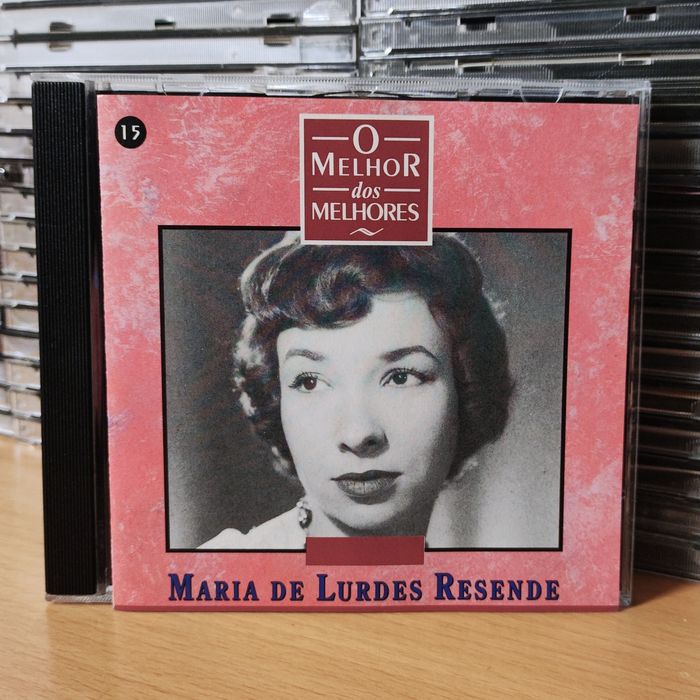 15
O
MELHOR
dos
MELHORES
MARIA DE LURDES RESENDE